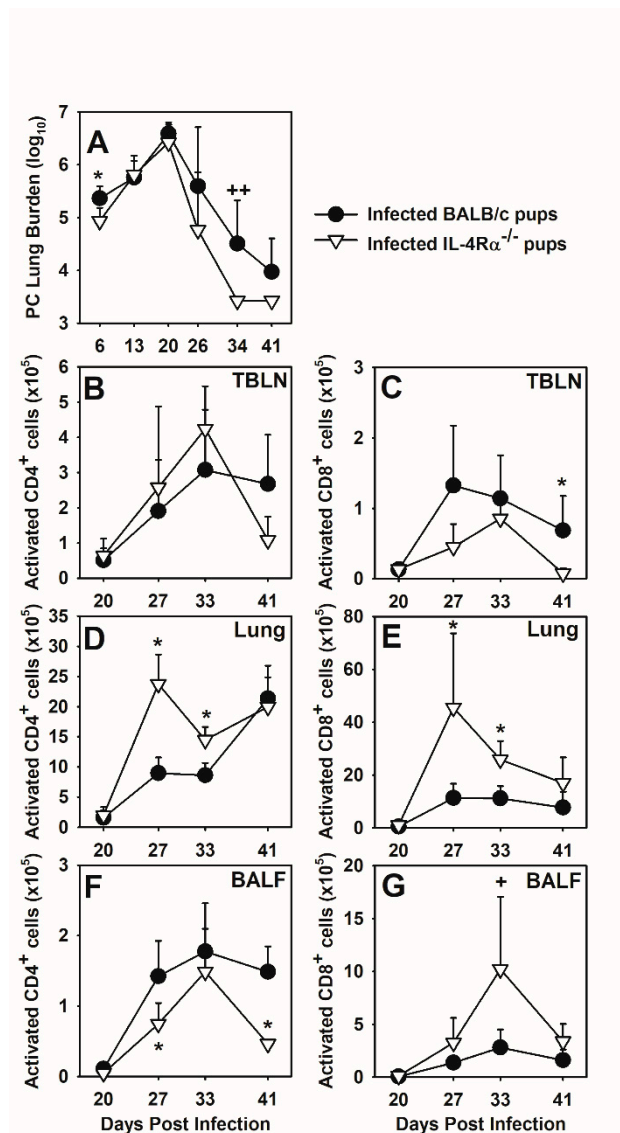 A
PC Lung Burden (log10)
7
6
5
4
3
*
++
6 13 20 26 34 41
Infected BALB/c pups
Infected IL-4Rα-/- pups
B
TBLN
Activated CD4+ cells (x10^5)
6
5
4
3
2
1
0
20 27 33 41
C
TBLN
Activated CD8+ cells (x10^5)
3
2
1
0
*
20 27 33 41
D
Lung
Activated CD4+ cells (x10^5)
35
30
25
20
15
10
5
0
*
*
20 27 33 41
E
Lung
Activated CD8+ cells (x10^5)
80
60
40
20
0
*
*
20 27 33 41
F
BALF
Activated CD4+ cells (x10^5)
3
2
1
0
*
*
20 27 33 41
Days Post Infection
G
BALF
Activated CD8+ cells (x10^5)
20
15
10
5
0
+
20 27 33 41
Days Post Infection